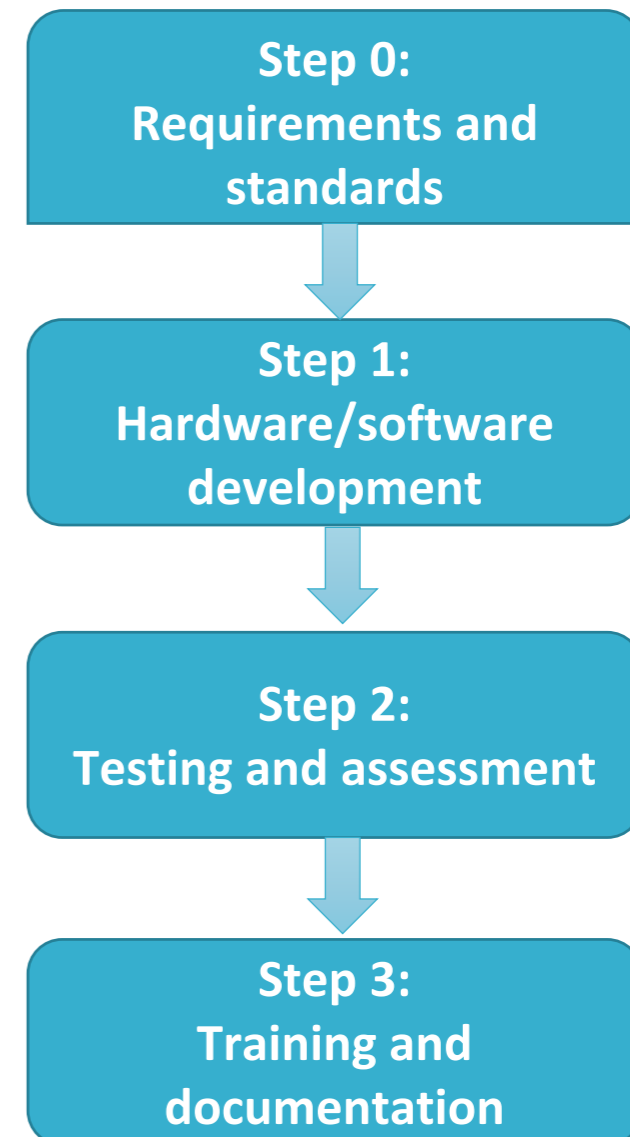 Step 0:
Requirements and
standards
Step 1:
Hardware/software
development
Step 2:
Testing and assessment
Step 3:
Training and
documentation